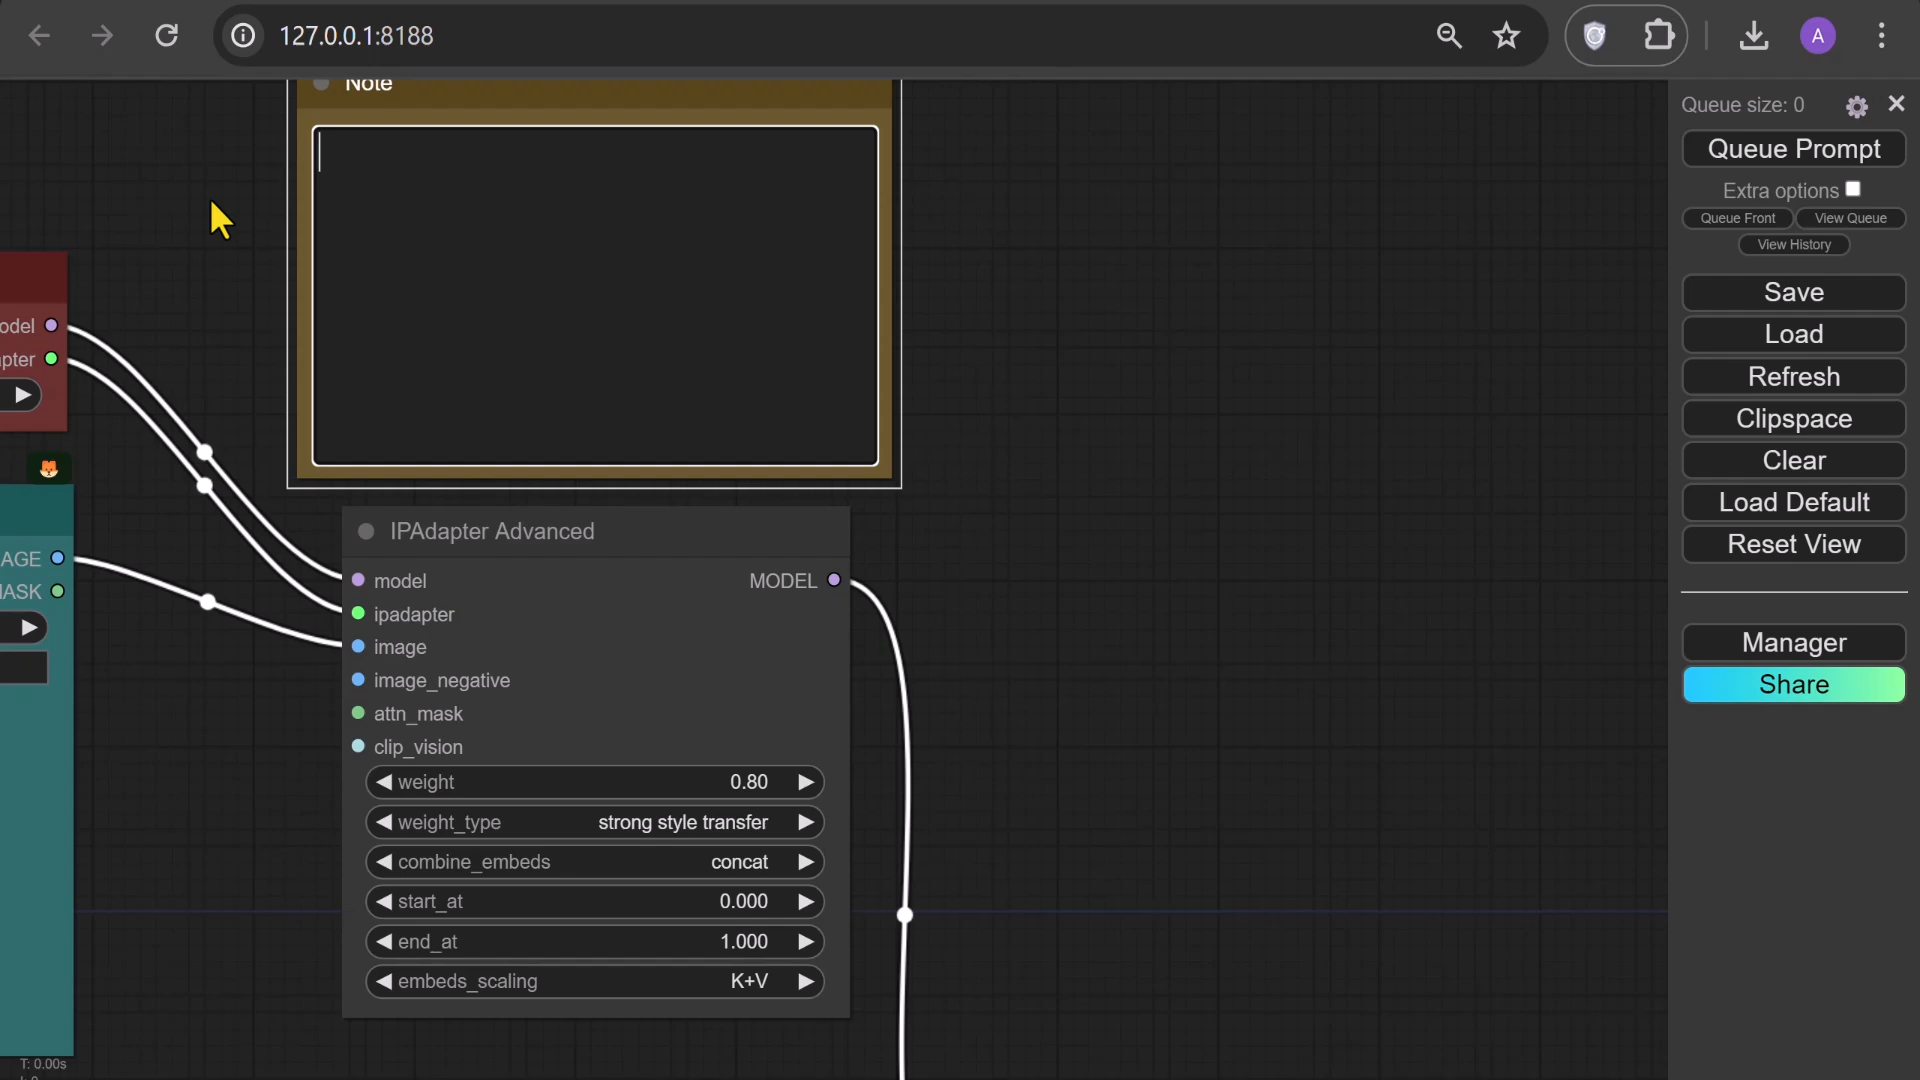 127.0.0.1:8188
A
Note
Queue size: 0
Queue Prompt
Extra options
Queue Front
View Queue
View History
Save
Load
Refresh
Clipspace
Clear
Load Default
Reset View
Manager
Share
odel
pter
AGE
MASK
IPAdapter Advanced
model
MODEL
ipadapter
image
image_negative
attn_mask
clip_vision
weight 0.80
weight_type strong style transfer
combine_embeds concat
start_at 0.000
end_at 1.000
embeds_scaling K+V
T: 0.00s